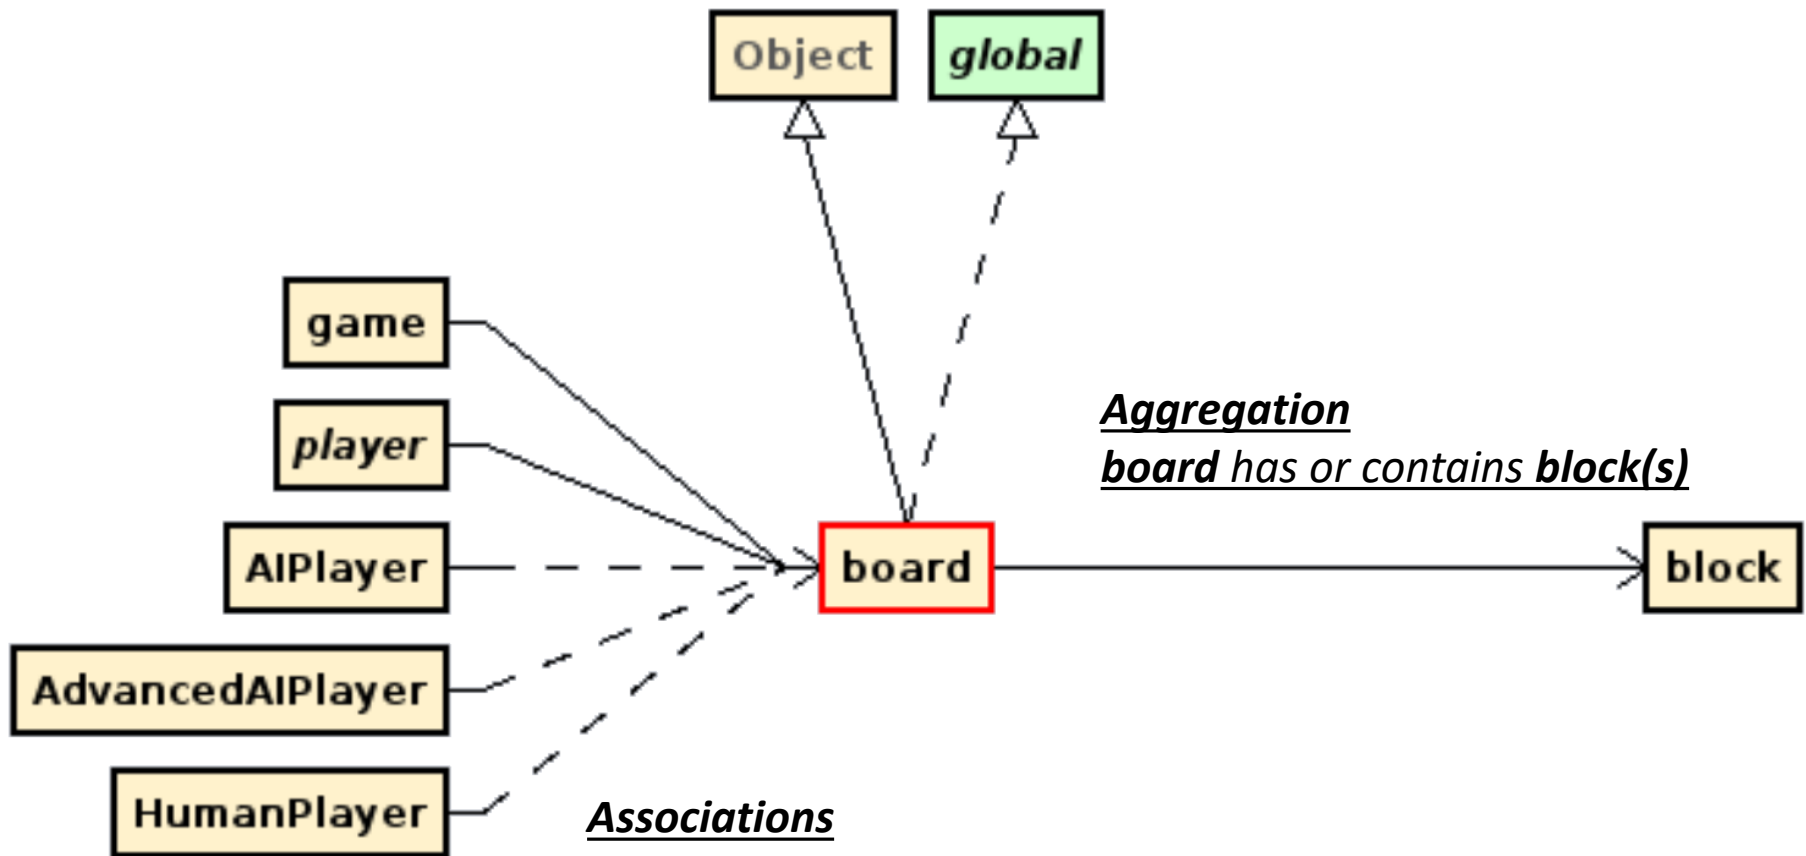 Object
global
game
player
Aggregation
board has or contains block(s)
AIPlayer
board
block
AdvancedAIPlayer
HumanPlayer
Associations